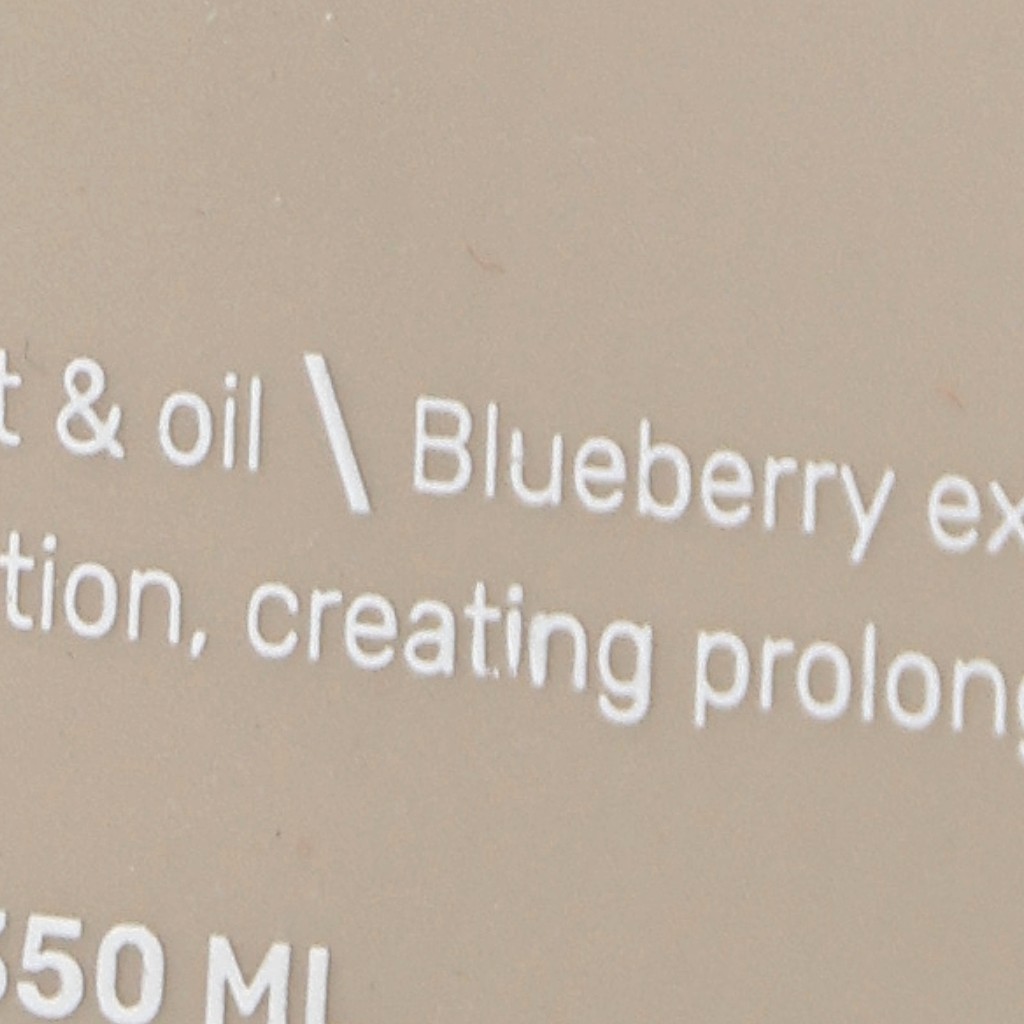 t & oil \ Blueberry ex
tion, creating prolong
350 Ml